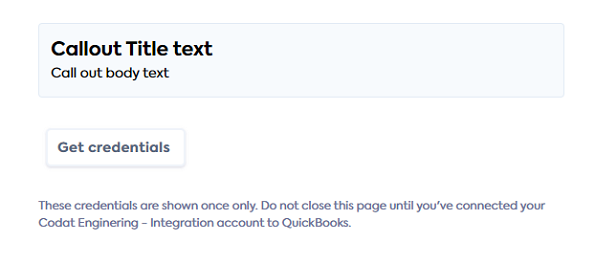 Callout Title text
Call out body text
Get credentials
These credentials are shown once only. Do not close this page until you've connected your
Codat Enginering - Integration account to QuickBooks.